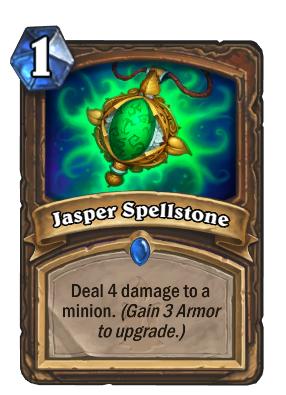 1
Jasper Spellstone
Deal 4 damage to a
minion. (Gain 3 Armor
to upgrade.)